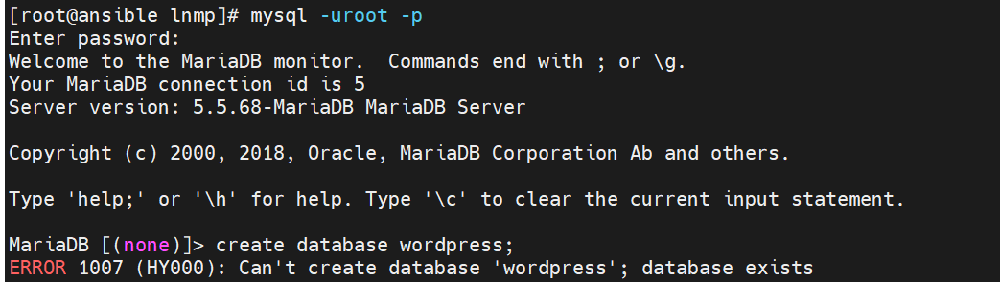 [root@ansible lnmp]# mysql -uroot -p
Enter password:
Welcome to the MariaDB monitor.  Commands end with ; or \g.
Your MariaDB connection id is 5
Server version: 5.5.68-MariaDB MariaDB Server
Copyright (c) 2000, 2018, Oracle, MariaDB Corporation Ab and others.
Type 'help;' or '\h' for help. Type '\c' to clear the current input statement.
MariaDB [(none)]> create database wordpress;
ERROR 1007 (HY000): Can't create database 'wordpress'; database exists